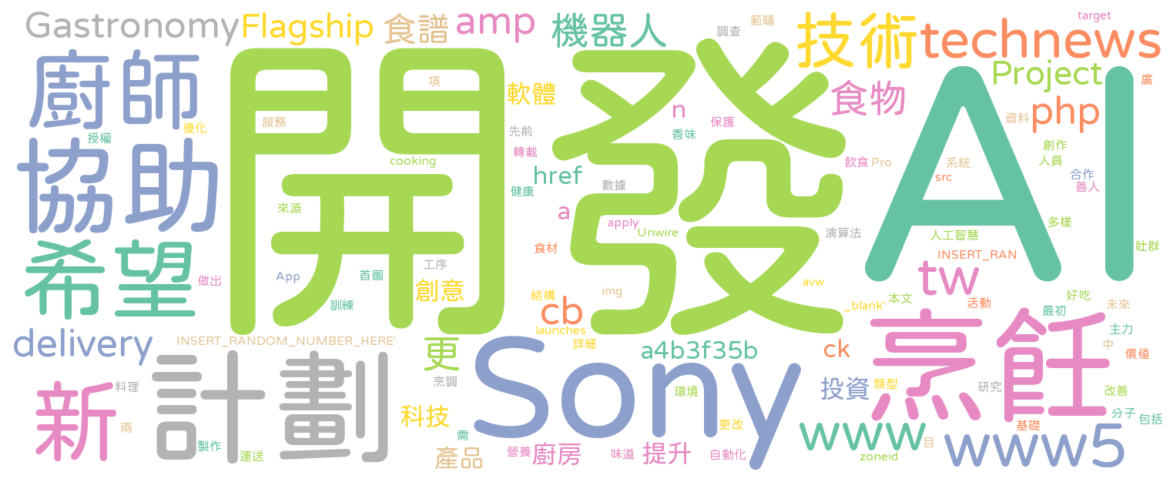 Gastronomy Flagship 食譜 amp 機器人 技術 technews
調查 範疇 target
廚師 開發 AI Project php
項 軟體 食物 廣
授權 優化 服務 先前 n 香味 保護 資料 創作
協助 cooking 轉載 飲食 Pro 系統 人員 合作
href 健康 數據 src 善人
來源 a apply Unwire 演算法 人工智慧 多樣
希望 App 首圖 工序 食材 INSERT_RAN 社群
做出 訓練 創意 結構 img avw tw
cb _blank' 本文 活動 好吃 未來
delivery INSERT_RANDOM_NUMBER_HERE' launches 詳細 最初 主力
更 Sony a4b3f35b ck 烹飪 中 價值
新 計劃 料理 烹調 環境 投資 類型 研究 改善
兩 科技 需 更改 www 目 基礎 分子 包括
製作 運送 產品 營養 廚房 味道 提升 自動化 zoneid www5